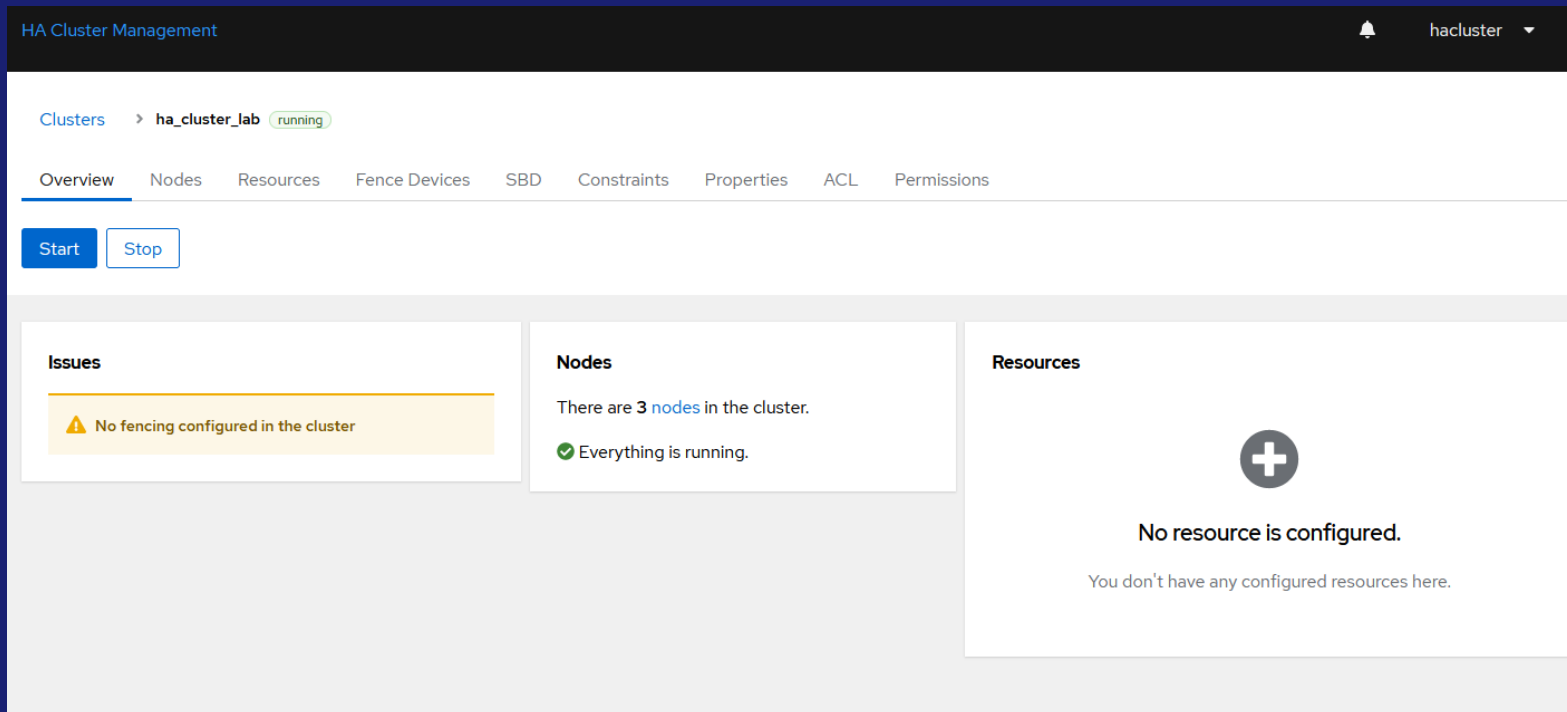 HA Cluster Management
hacluster
Clusters > ha_cluster_lab running
Overview Nodes Resources Fence Devices SBD Constraints Properties ACL Permissions
Start Stop
Issues
No fencing configured in the cluster
Nodes
There are 3 nodes in the cluster.
Everything is running.
Resources
No resource is configured.
You don't have any configured resources here.